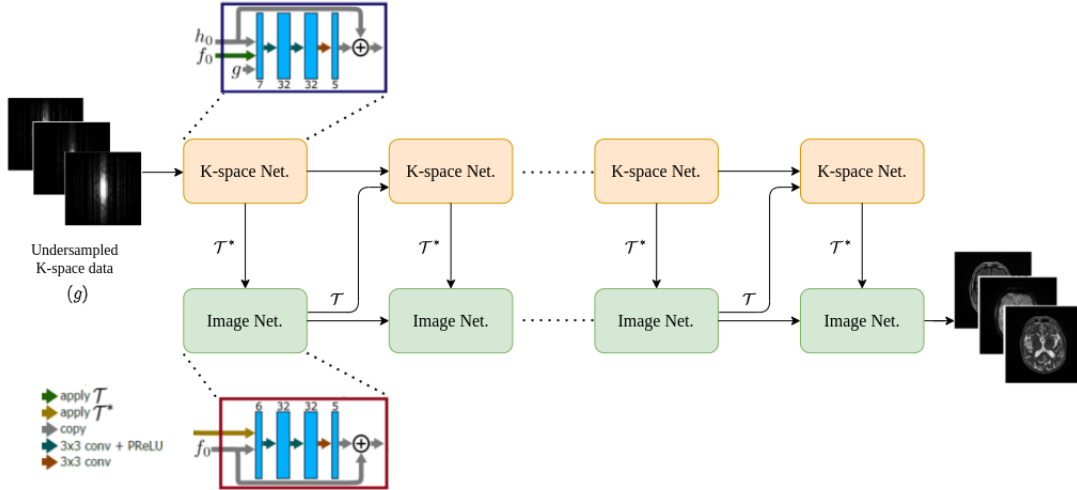 h₀
f₀
g
7 32 32 5
K-space Net. K-space Net. K-space Net. K-space Net.
Undersampled
K-space data
(g)
𝒯* 𝒯* 𝒯* 𝒯*
𝒯 𝒯
Image Net. Image Net. Image Net. Image Net.
apply 𝒯
apply 𝒯*
copy
3x3 conv + PReLU
3x3 conv
6 32 32 5
f₀